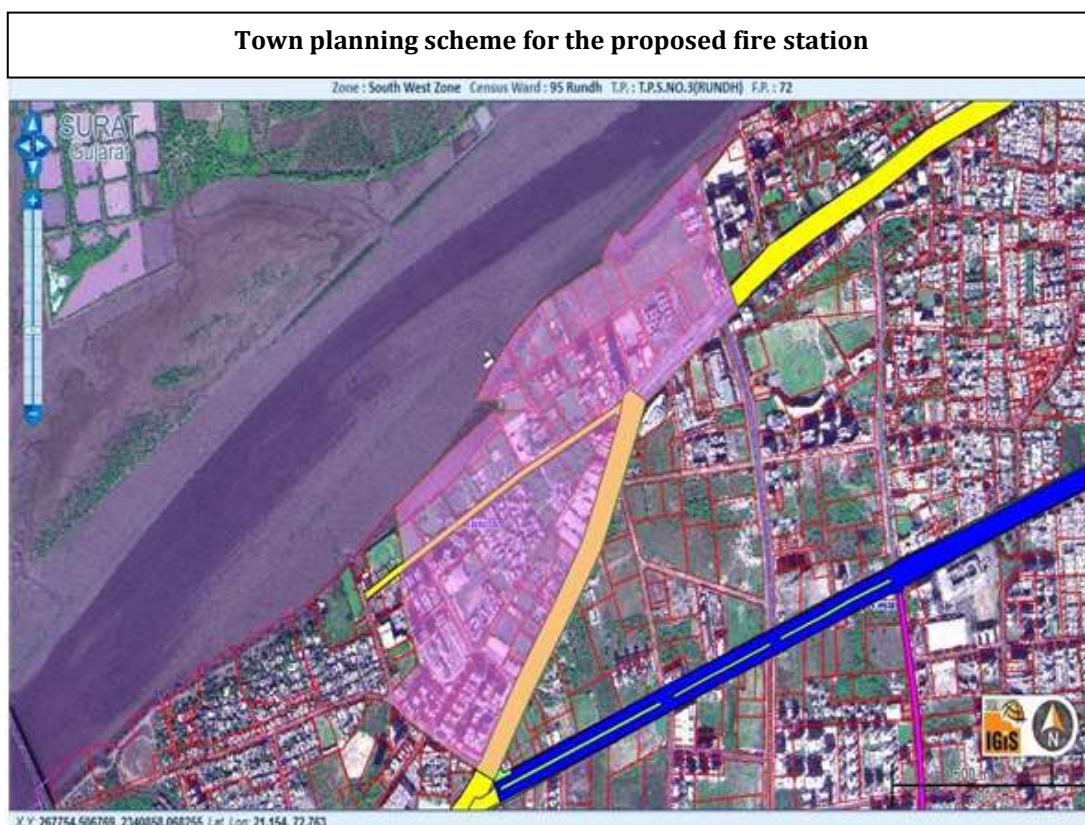 Town planning scheme for the proposed fire station
Zone : South West Zone Census Ward : 95 Rundh T.P. : T.P.S.NO.3(RUNDH) F.P. : 72
SURAT
Gujarat
IGiS
N
X,Y: 267754.506769, 2340858.068255 Lat, Lon: 21.154, 72.763